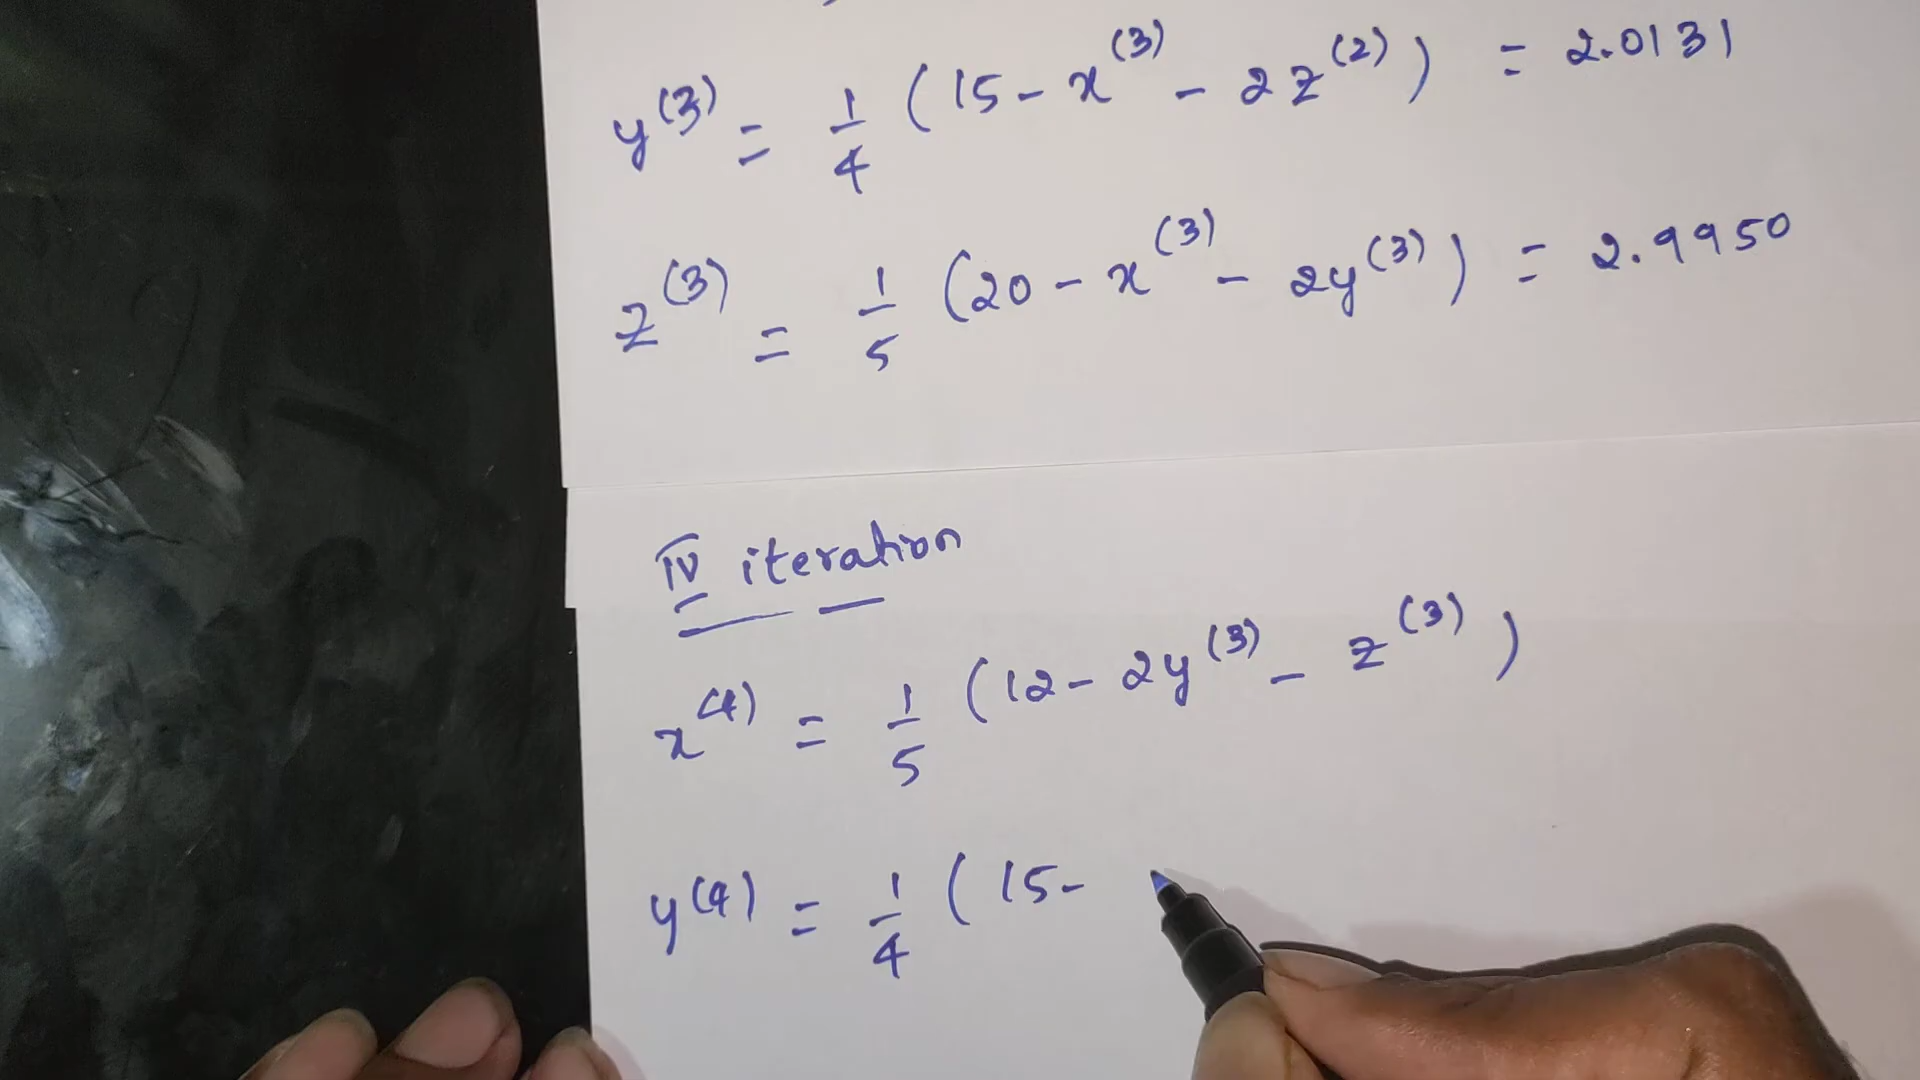 y^(3) = 1/4 (15 - x^(3) - 2z^(2)) = 2.0131
z^(3) = 1/5 (20 - x^(3) - 2y^(3)) = 2.9950
IV iteration
x^(4) = 1/5 (12 - 2y^(3) - z^(3))
y^(4) = 1/4 (15 -